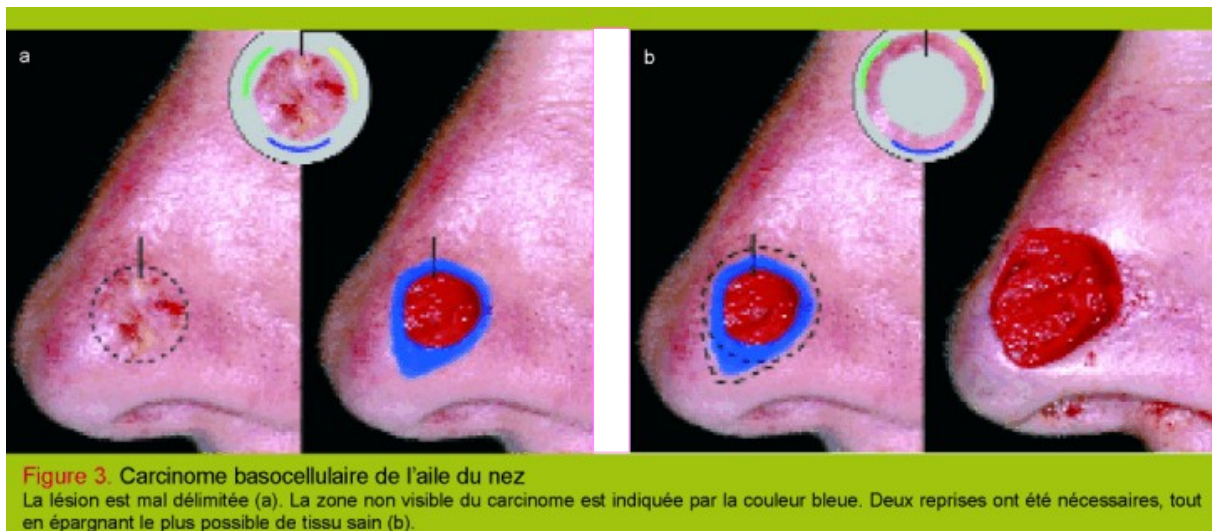 a
b
Figure 3. Carcinome basocellulaire de l'aile du nez
La lésion est mal délimitée (a). La zone non visible du carcinome est indiquée par la couleur bleue. Deux reprises ont été nécessaires, tout
en épargnant le plus possible de tissu sain (b).